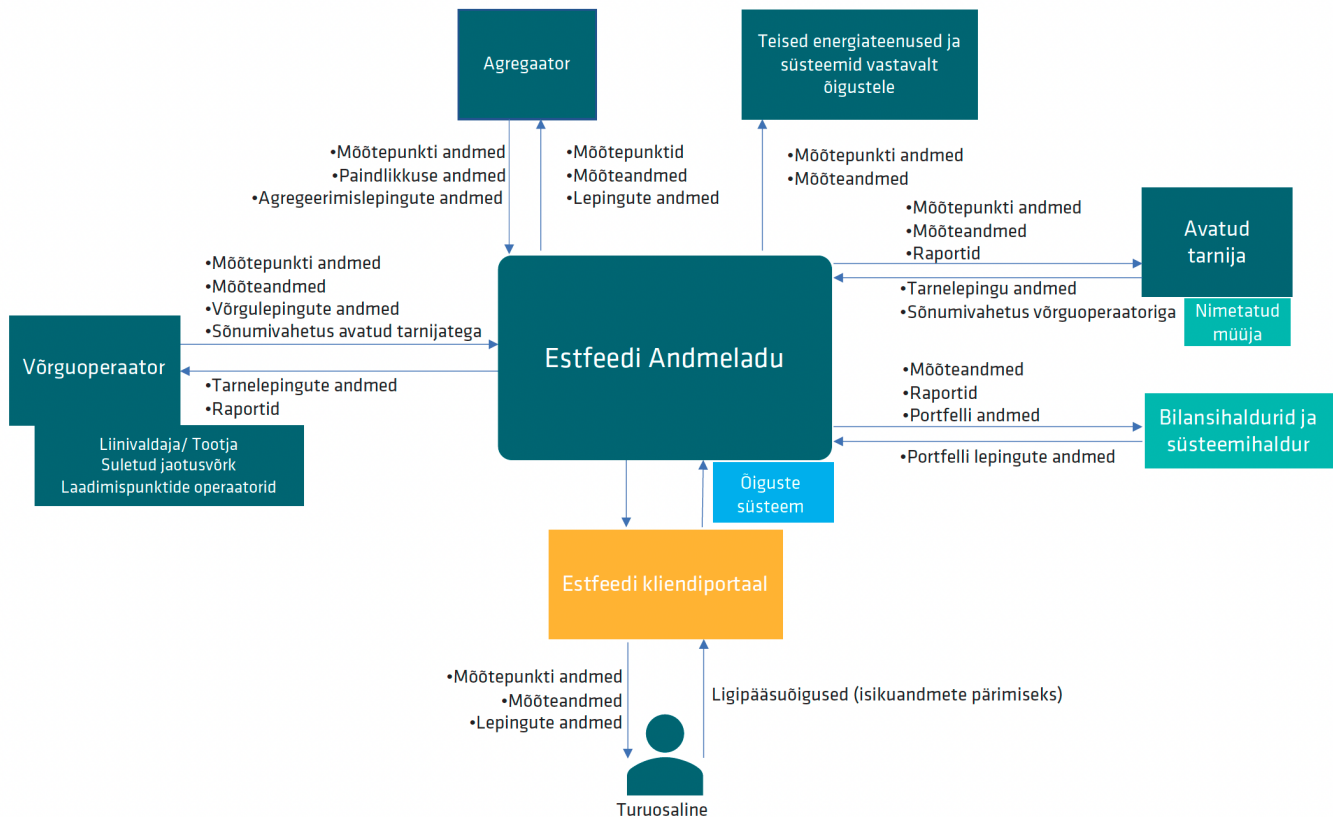 Agregaator
Teised energiateenused ja
süsteemid vastavalt
õigustele
•Mõõtepunkti andmed
•Paindlikkuse andmed
•Agregeerimislepingute andmed
•Mõõtepunktid
•Mõõteandmed
•Lepingute andmed
•Mõõtepunkti andmed
•Mõõteandmed
•Mõõtepunkti andmed
•Mõõteandmed
•Raportid
Avatud
tarnija
•Tarnelepingu andmed
•Sõnumivahetus võrguoperaatoriga
Nimetatud
müüja
•Mõõtepunkti andmed
•Mõõteandmed
•Võrgulepingute andmed
•Sõnumivahetus avatud tarnijatega
Võrguoperaator
•Tarnelepingute andmed
•Raportid
Liinivaldaja/ Tootja
Suletud jaotusvõrk
Laadimispunktide operaatorid
Estfeedi Andmeladu
•Mõõteandmed
•Raportid
•Portfelli andmed
Bilansihaldurid ja
süsteemihaldur
•Portfelli lepingute andmed
Õiguste
süsteem
Estfeedi kliendiportaal
•Mõõtepunkti andmed
•Mõõteandmed
•Lepingute andmed
Ligipääsuõigused (isikuandmete pärimiseks)
Turuosaline